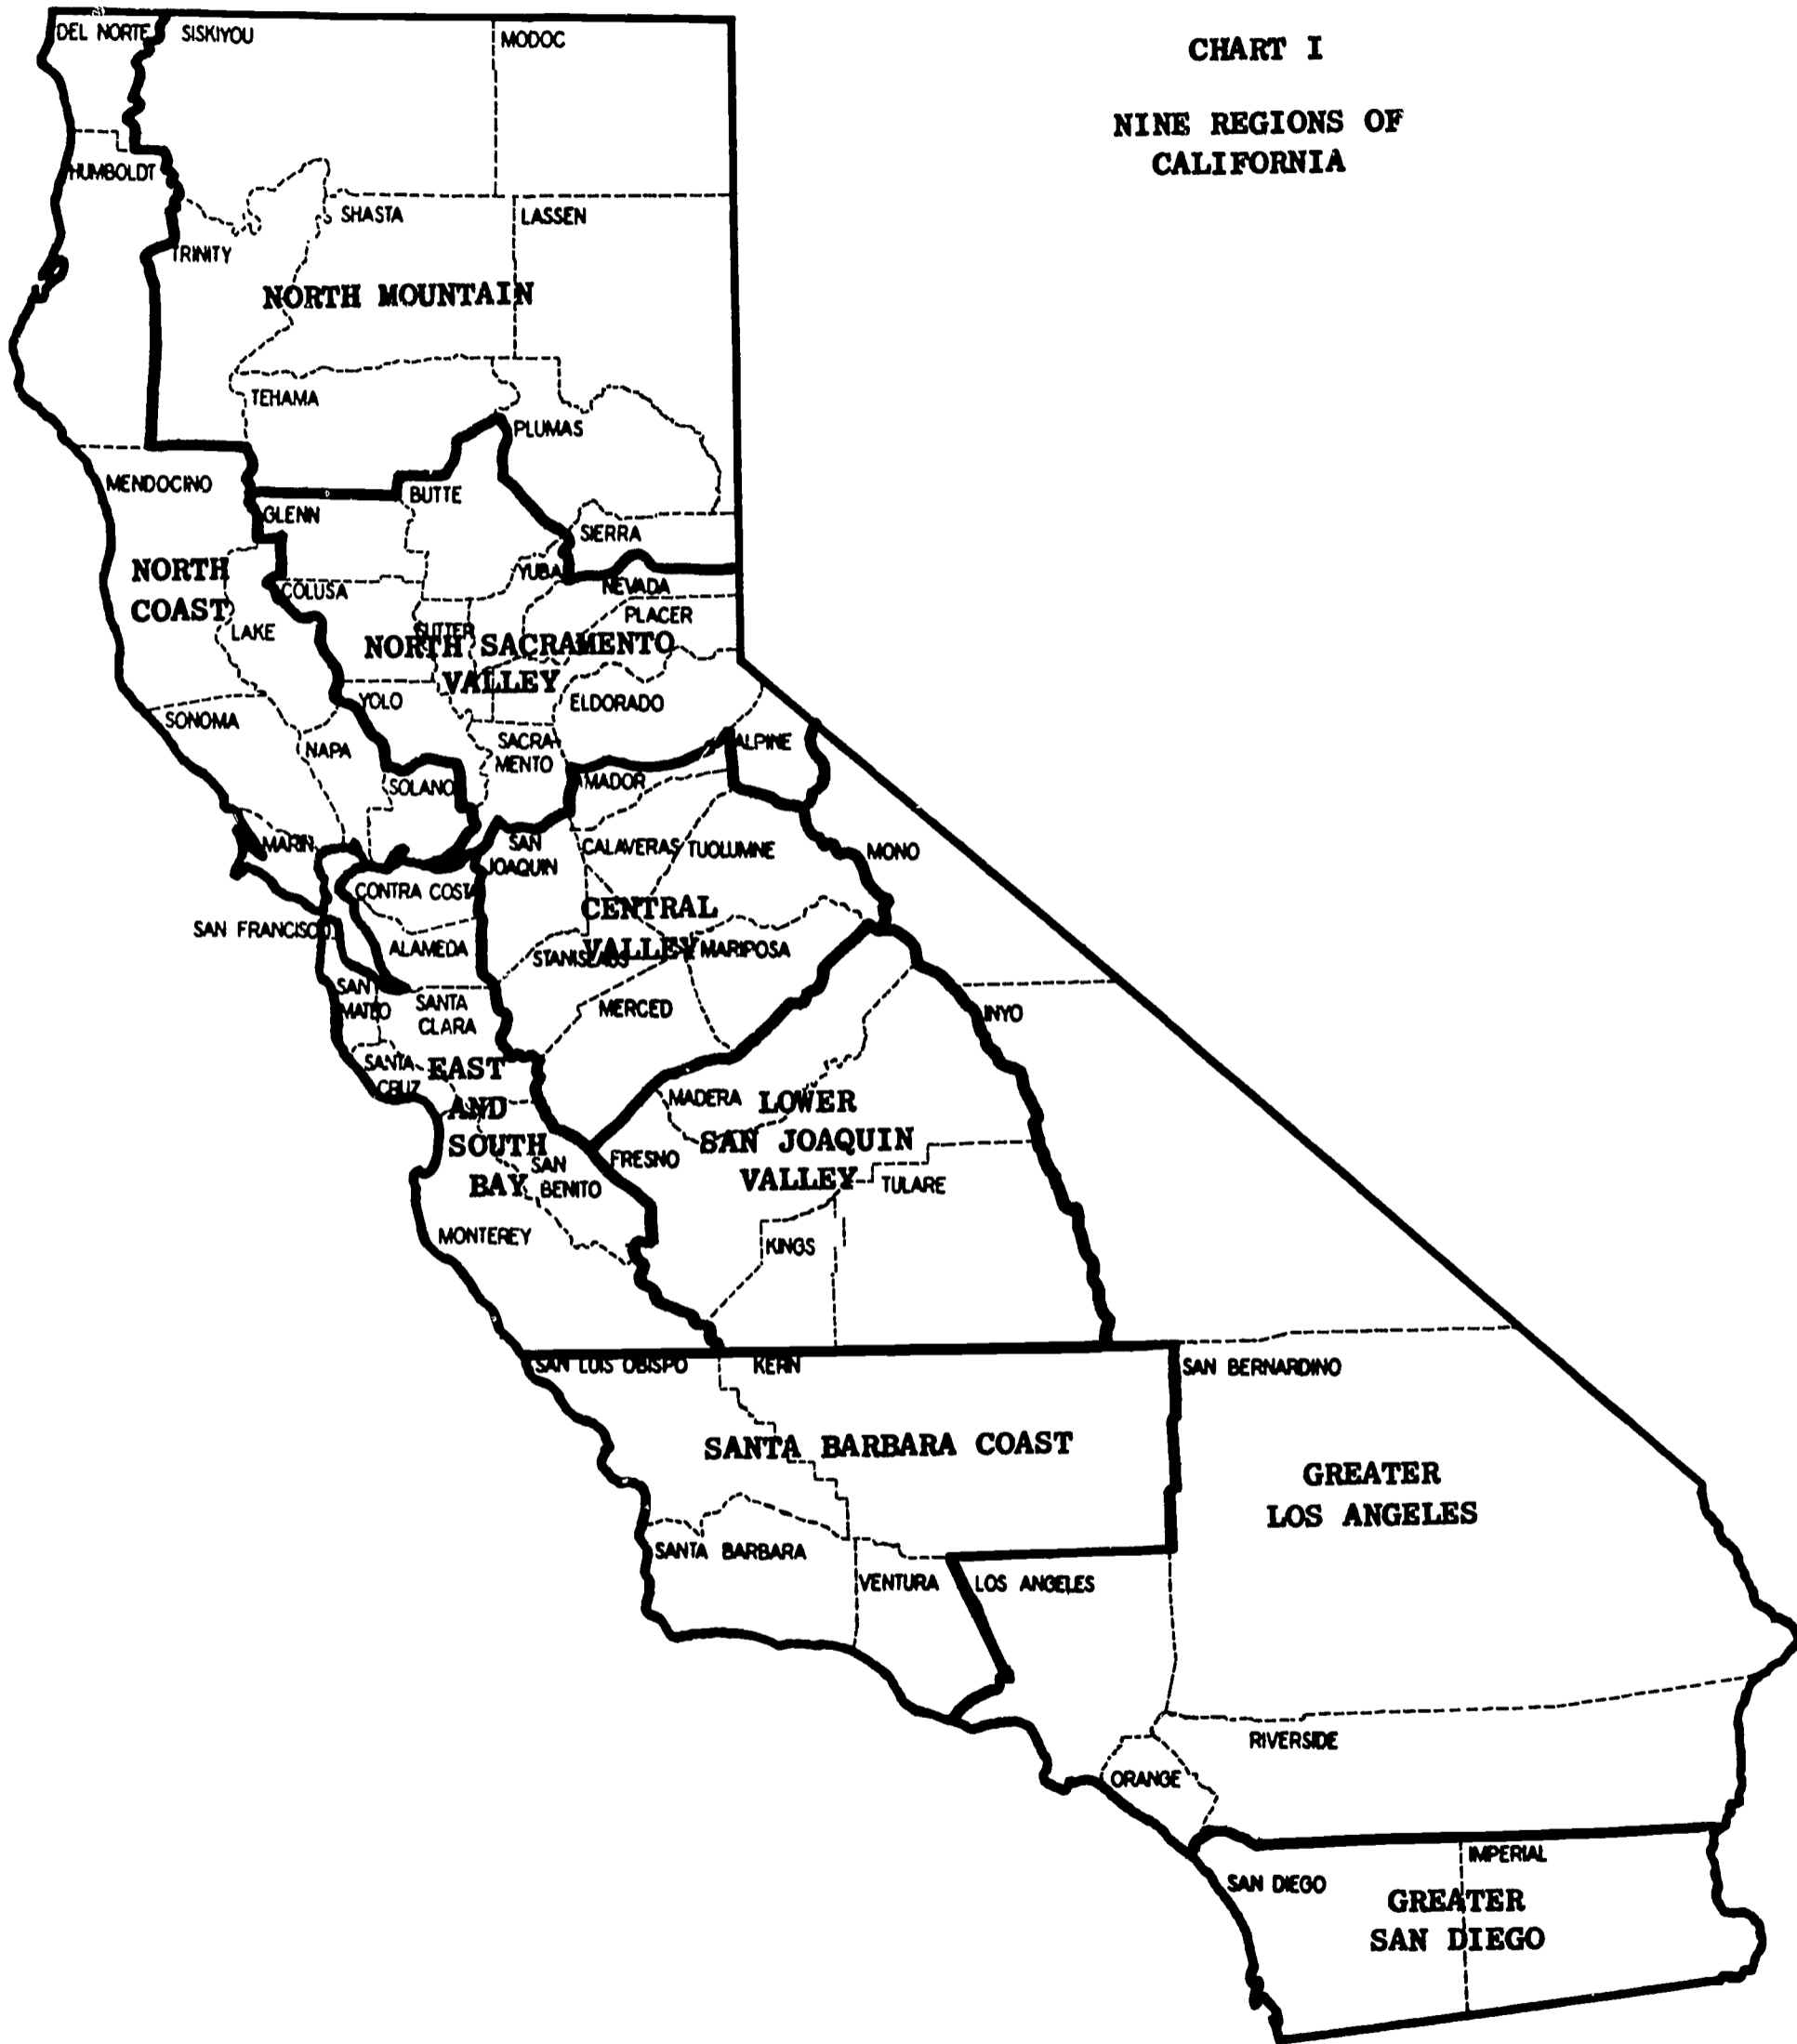 CHART I
NINE REGIONS OF
CALIFORNIA
DEL NORTE
SISKIYOU
MODOC
HUMBOLDT
SHASTA
LASSEN
TRINITY
NORTH MOUNTAIN
TEHAMA
PLUMAS
MENDOCINO
BUTTE
GLENN
SIERRA
NORTH
COAST
YUBA
NEVADA
COLUSA
PLACER
LAKE
SUTTER
NORTH SACRAMENTO
VALLEY
YOLO
ELDORADO
SONOMA
NAPA
SACRA-
MENTO
ALPINE
SOLANO
MADOR
MARIN
SAN
JOAQUIN
CALAVERAS
TUOLUMNE
MONO
CONTRA COSTA
CENTRAL
VALLEY
SAN FRANCISCO
ALAMEDA
STANISLAUS
MARIPOSA
SAN
MATEO
SANTA
CLARA
MERCED
INYO
SANTA
CRUZ
EAST
AND
SOUTH
BAY
MADERA
LOWER
SAN JOAQUIN
VALLEY
SAN
BENITO
FRESNO
TULARE
MONTEREY
KINGS
SAN LUIS OBISPO
KERN
SAN BERNARDINO
SANTA BARBARA COAST
GREATER
LOS ANGELES
SANTA BARBARA
VENTURA
LOS ANGELES
RIVERSIDE
ORANGE
IMPERIAL
SAN DIEGO
GREATER
SAN DIEGO